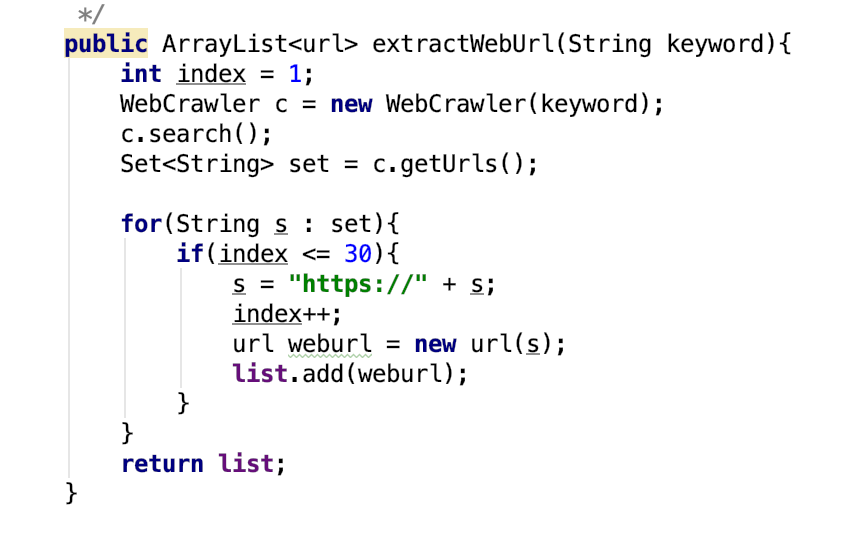 */
public ArrayList<url> extractWebUrl(String keyword){
int index = 1;
WebCrawler c = new WebCrawler(keyword);
c.search();
Set<String> set = c.getUrls();
for(String s : set){
if(index <= 30){
s = "https://" + s;
index++;
url weburl = new url(s);
list.add(weburl);
}
}
return list;
}